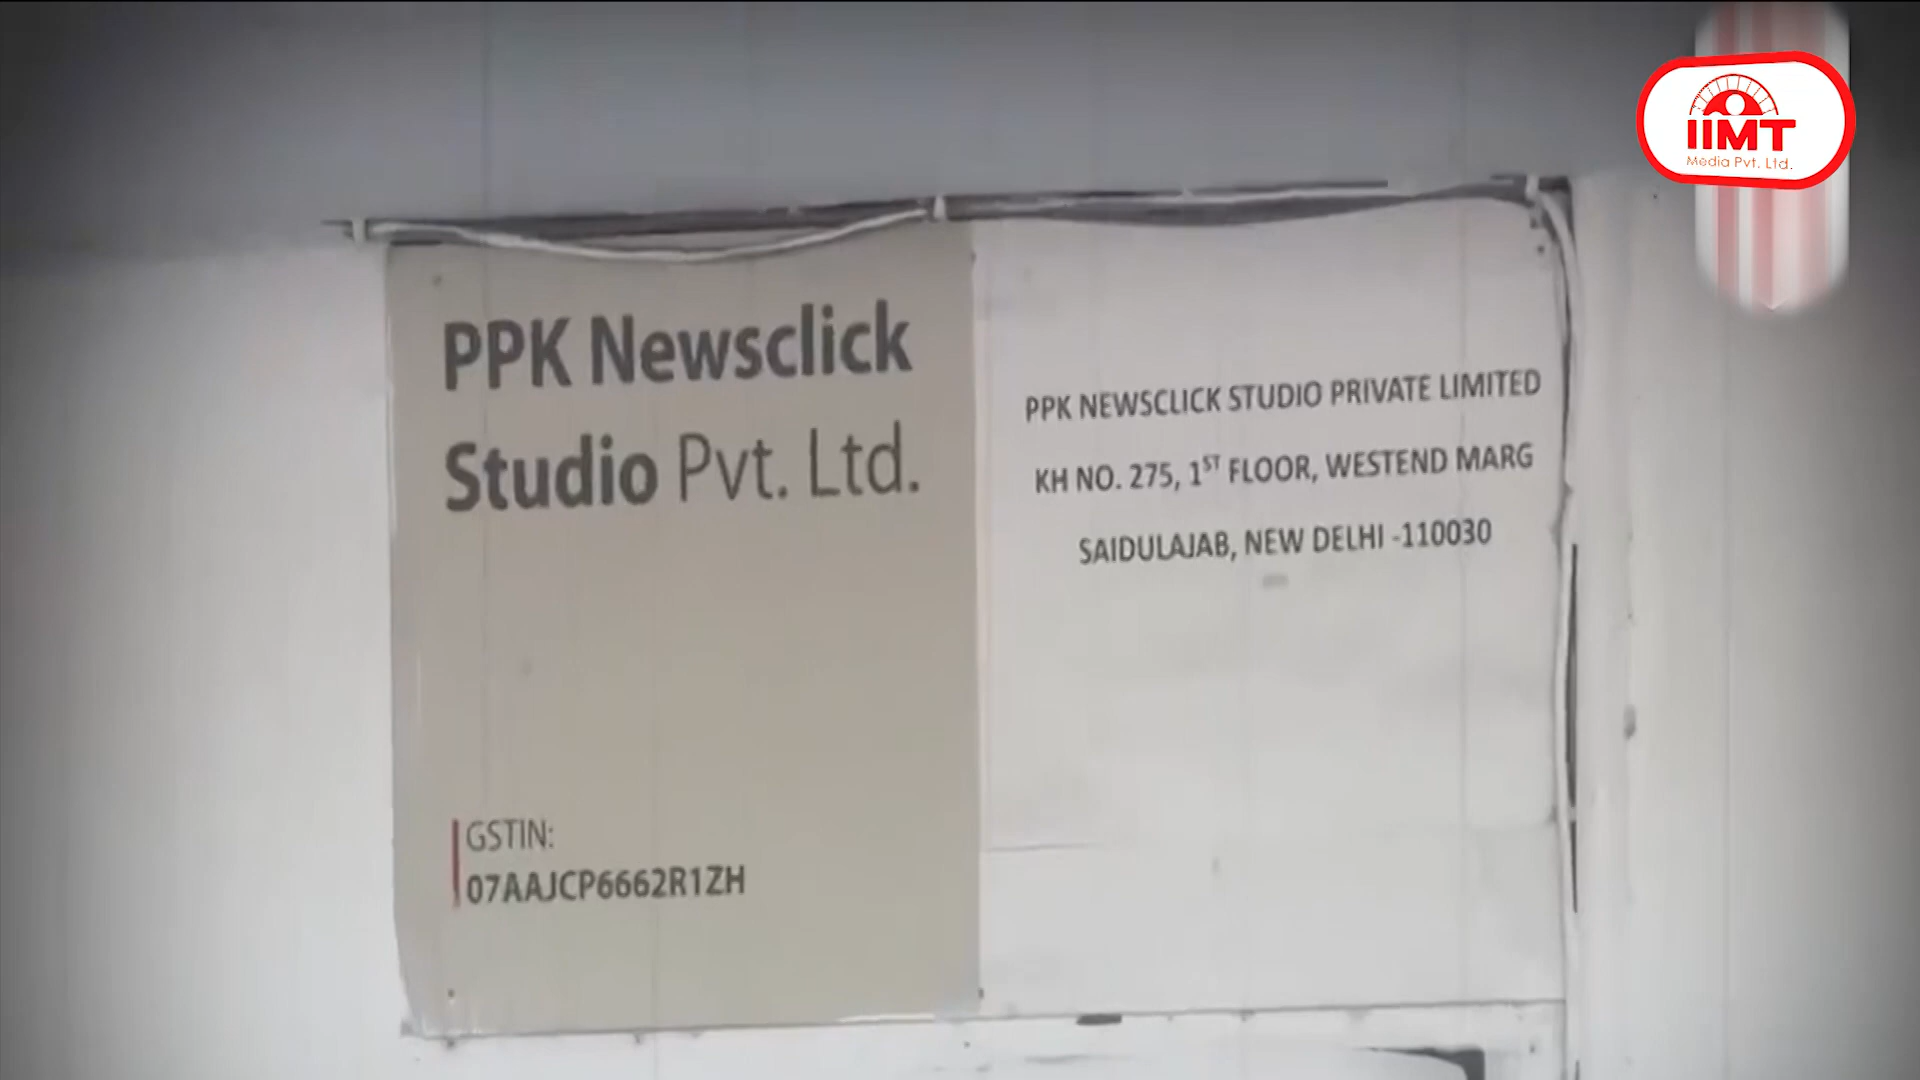 PPK Newsclick
Studio Pvt. Ltd.
GSTIN:
07AAJCP6662R1ZH
PPK NEWSCLICK STUDIO PRIVATE LIMITED
KH NO. 275, 1ST FLOOR, WESTEND MARG
SAIDULAJAB, NEW DELHI -110030
IIMT
Media Pvt. Ltd.